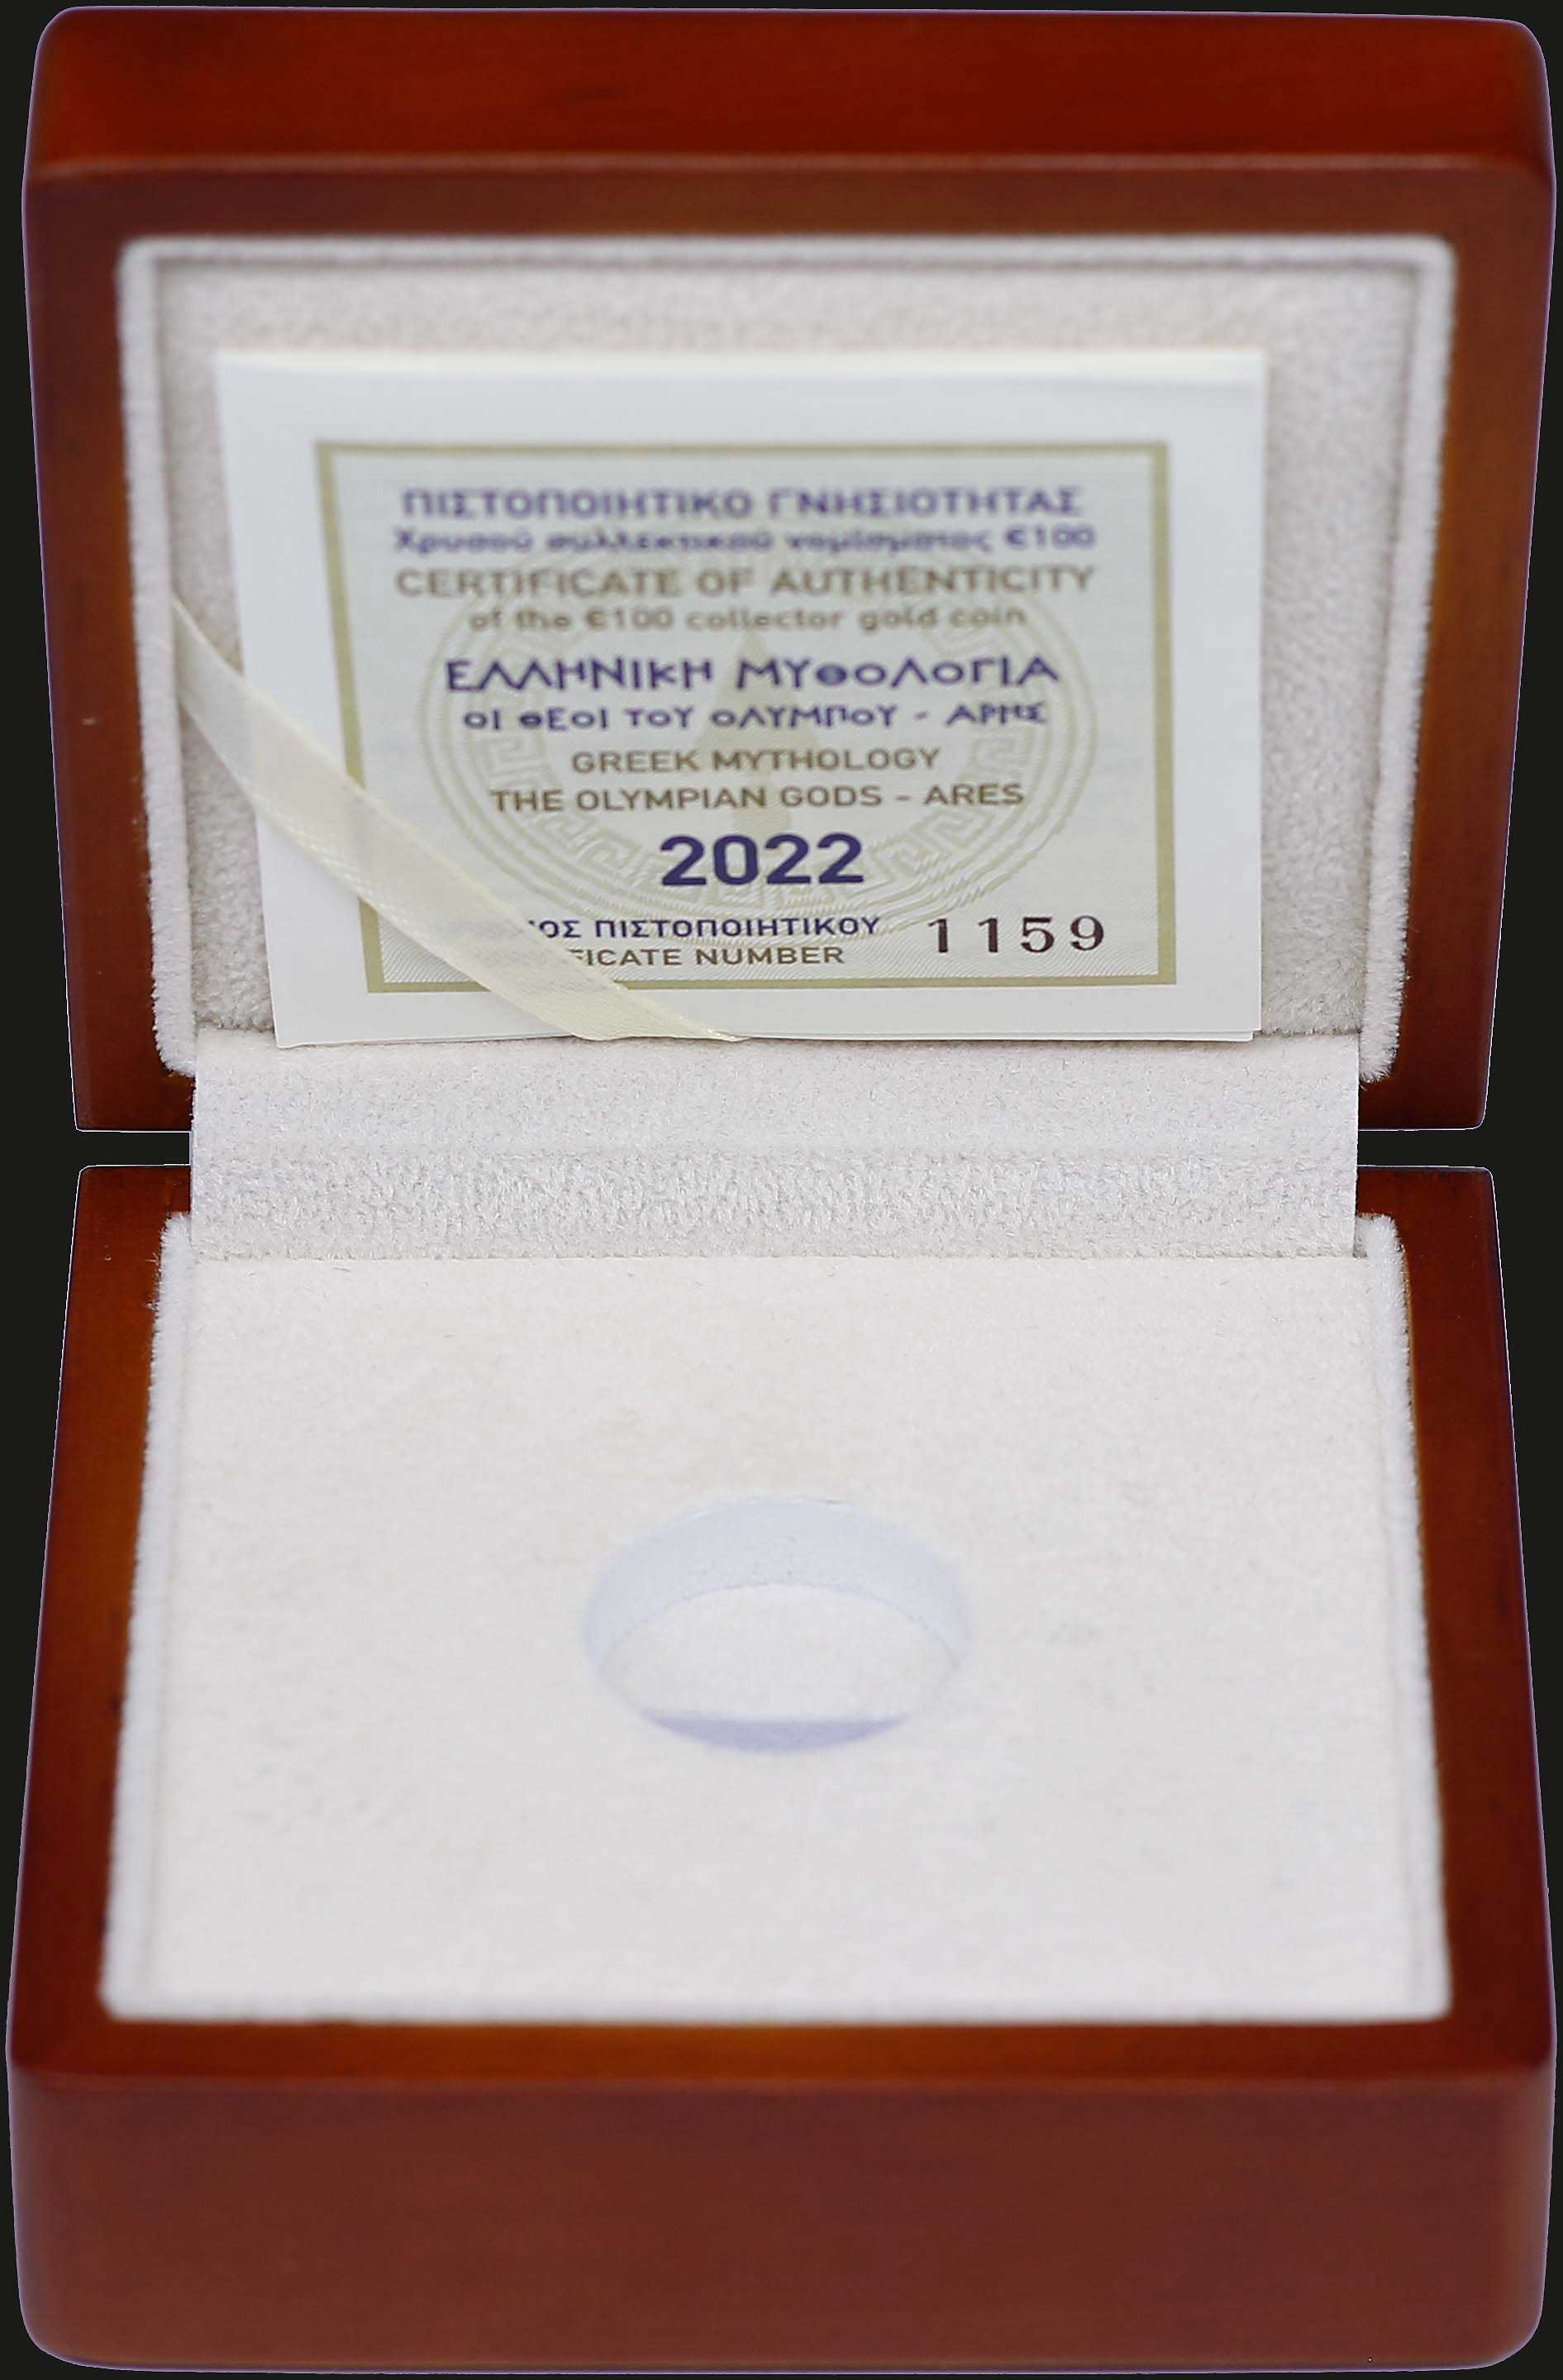 ΠΙΣΤΟΠΟΙΗΤΙΚΟ ΓΝΗΣΙΟΤΗΤΑΣ
Χρυσού συλλεκτικού νομίσματος €100
CERTIFICATE OF AUTHENTICITY
of the €100 collector gold coin
ΕΛΛΗΝΙΚΗ ΜΥΘΟΛΟΓΙΑ
ΟΙ ΘΕΟΙ ΤΟΥ ΟΛΥΜΠΟΥ - ΑΡΗΣ
GREEK MYTHOLOGY
THE OLYMPIAN GODS - ARES
2022
ΠΙΣΤΟΠΟΙΗΤΙΚΟΥ 1159
NUMBER